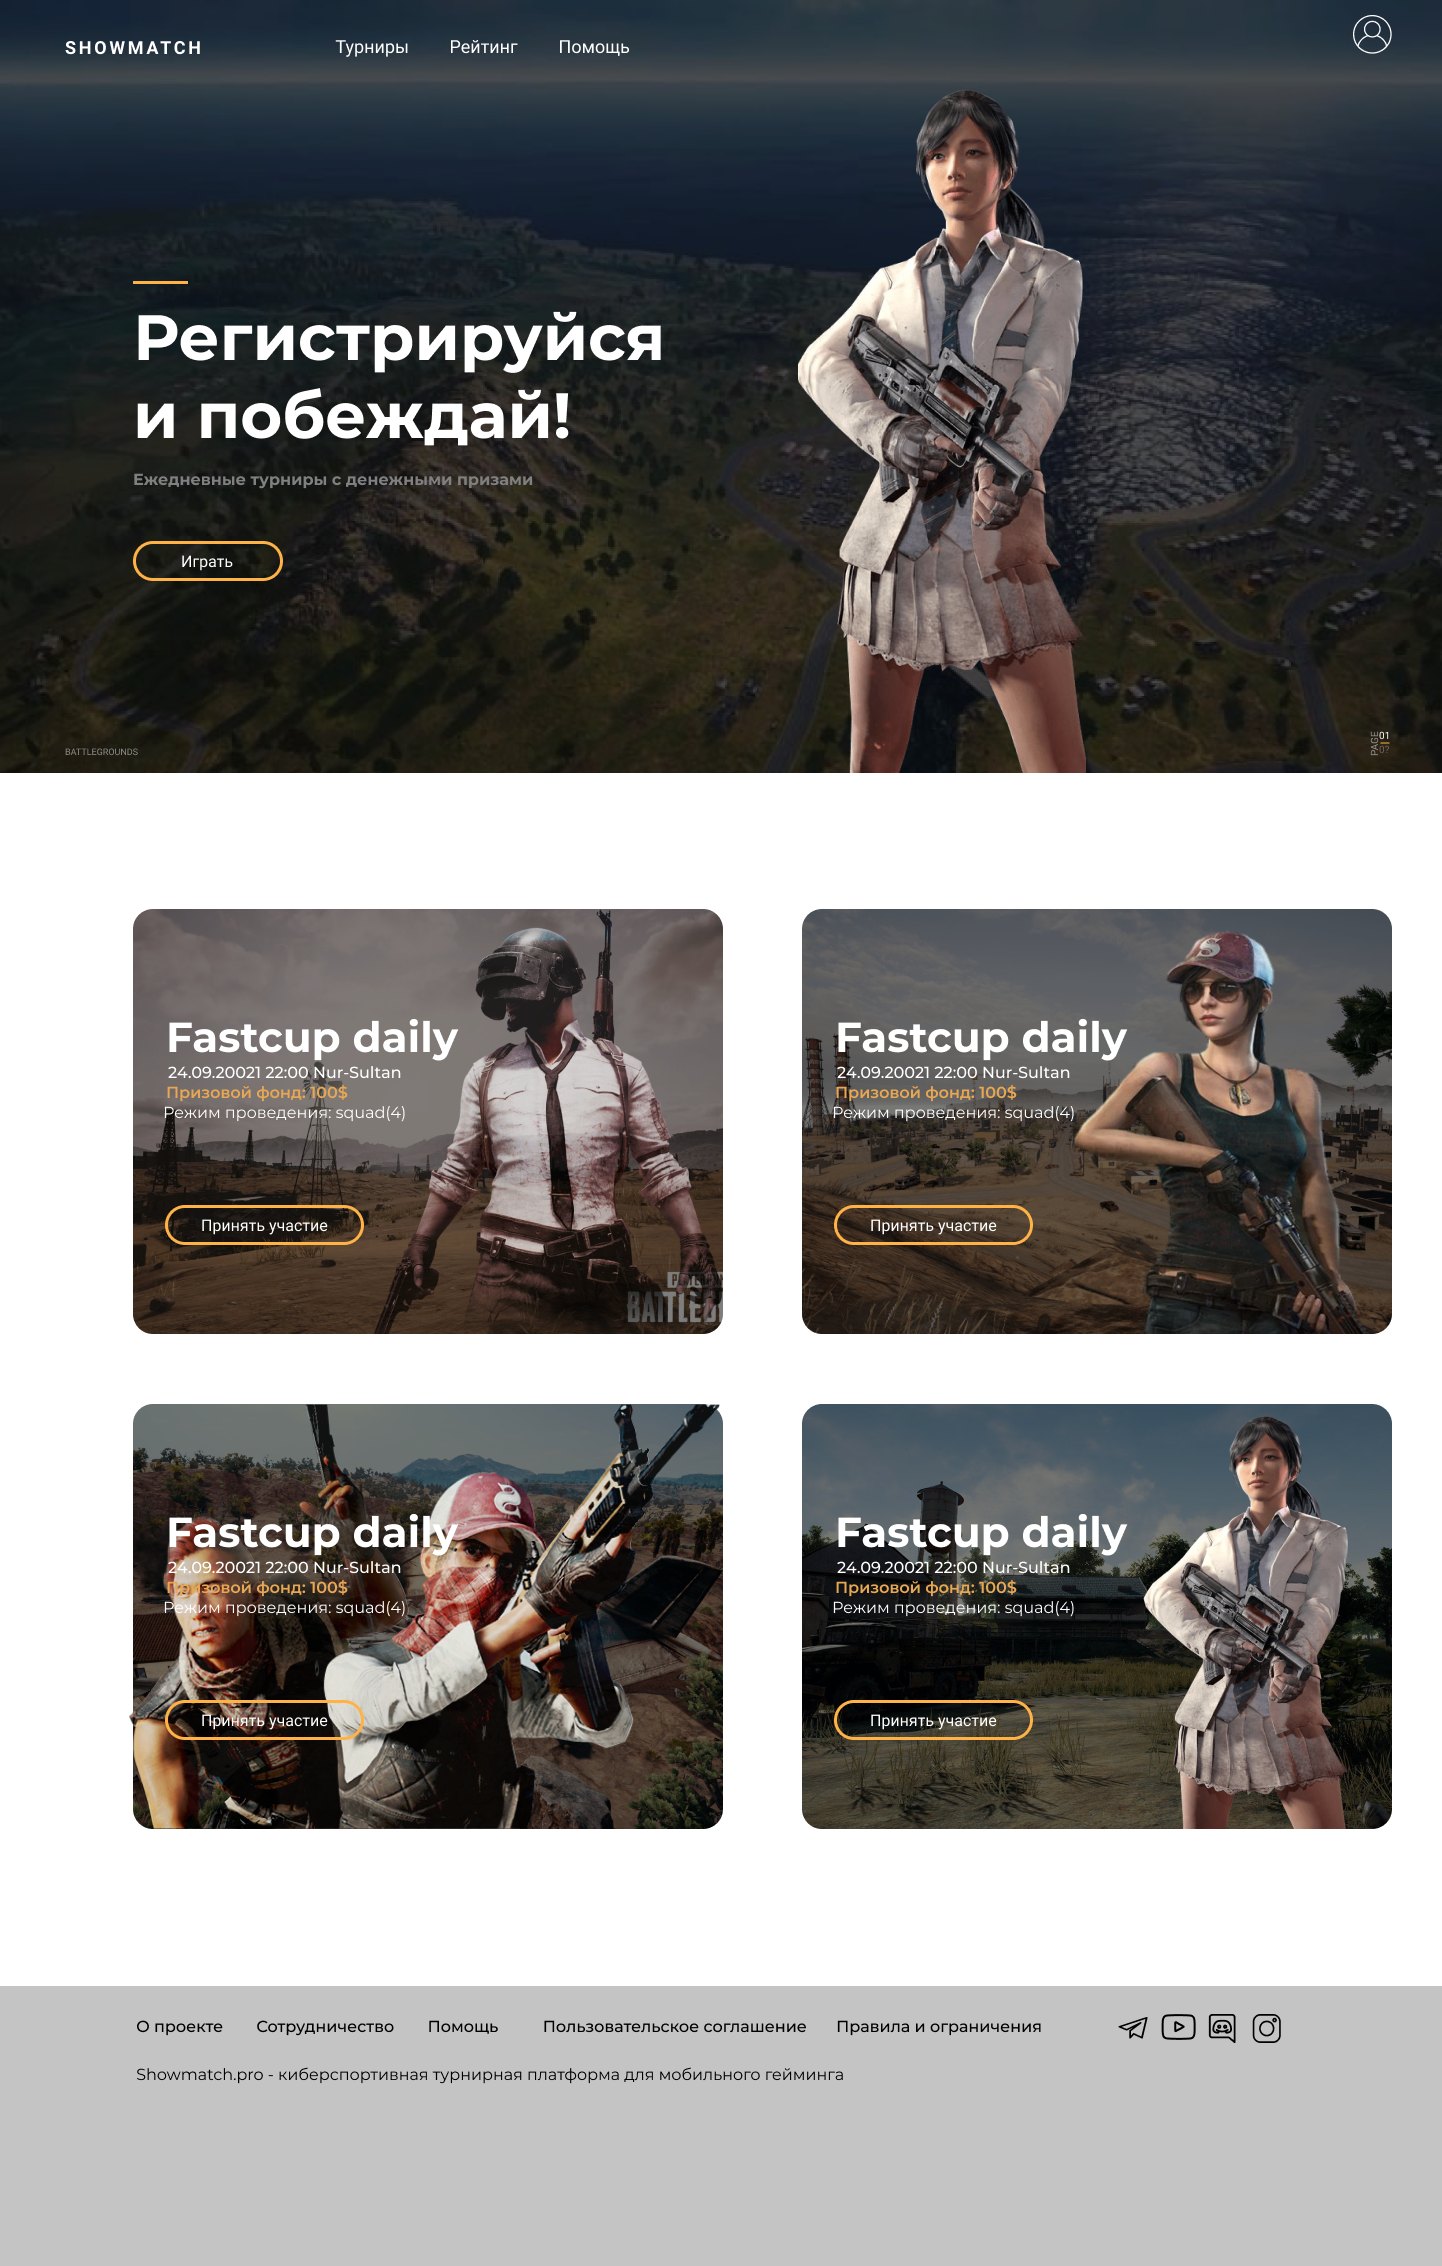 SHOWMATCH
Турниры
Рейтинг
Помощь
Регистрируйся
и побеждай!
Ежедневные турниры с денежными призами
Играть
BATTLEGROUNDS
PAGE
01
02
Fastcup daily
24.09.20021 22:00 Nur-Sultan
Призовой фонд: 100$
Режим проведения: squad(4)
Принять участие
Fastcup daily
24.09.20021 22:00 Nur-Sultan
Призовой фонд: 100$
Режим проведения: squad(4)
Принять участие
Fastcup daily
24.09.20021 22:00 Nur-Sultan
Призовой фонд: 100$
Режим проведения: squad(4)
Принять участие
Fastcup daily
24.09.20021 22:00 Nur-Sultan
Призовой фонд: 100$
Режим проведения: squad(4)
Принять участие
О проекте
Сотрудничество
Помощь
Пользовательское соглашение
Правила и ограничения
Showmatch.pro - киберспортивная турнирная платформа для мобильного гейминга